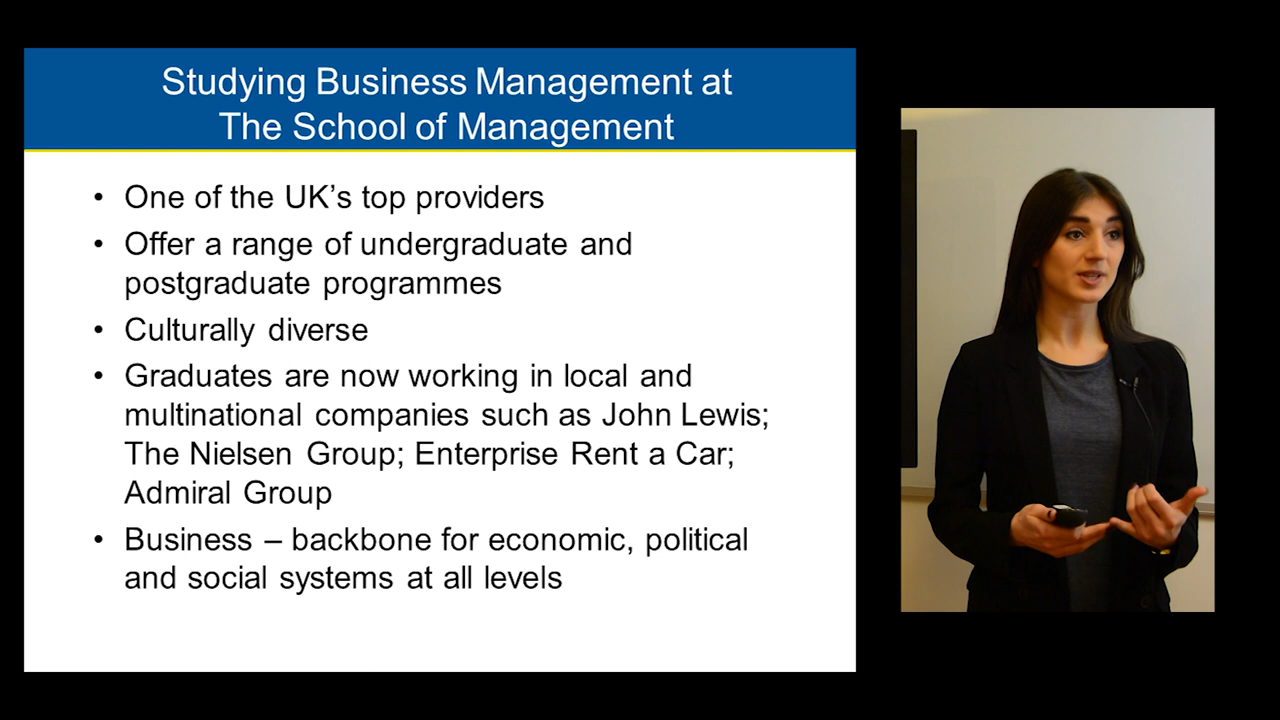 Studying Business Management at
The School of Management
• One of the UK’s top providers
• Offer a range of undergraduate and
postgraduate programmes
• Culturally diverse
• Graduates are now working in local and
multinational companies such as John Lewis;
The Nielsen Group; Enterprise Rent a Car;
Admiral Group
• Business – backbone for economic, political
and social systems at all levels